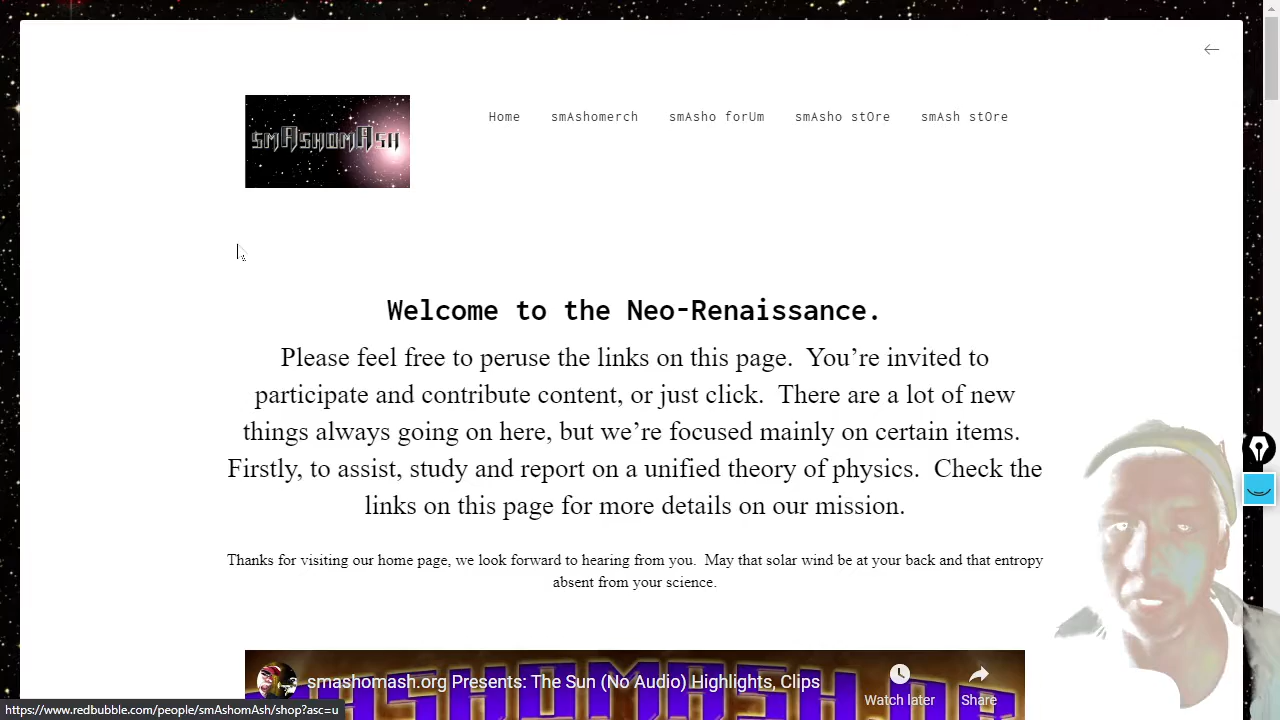 smAshomAsh
Home smAshomerch smAsho forUm smAsho stOre smAsh stOre
Welcome to the Neo-Renaissance.
Please feel free to peruse the links on this page. You’re invited to
participate and contribute content, or just click. There are a lot of new
things always going on here, but we’re focused mainly on certain items.
Firstly, to assist, study and report on a unified theory of physics. Check the
links on this page for more details on our mission.
Thanks for visiting our home page, we look forward to hearing from you. May that solar wind be at your back and that entropy
absent from your science.
smashomash.org Presents: The Sun (No Audio) Highlights, Clips
Watch later Share
https://www.redbubble.com/people/smAshomAsh/shop?asc=u